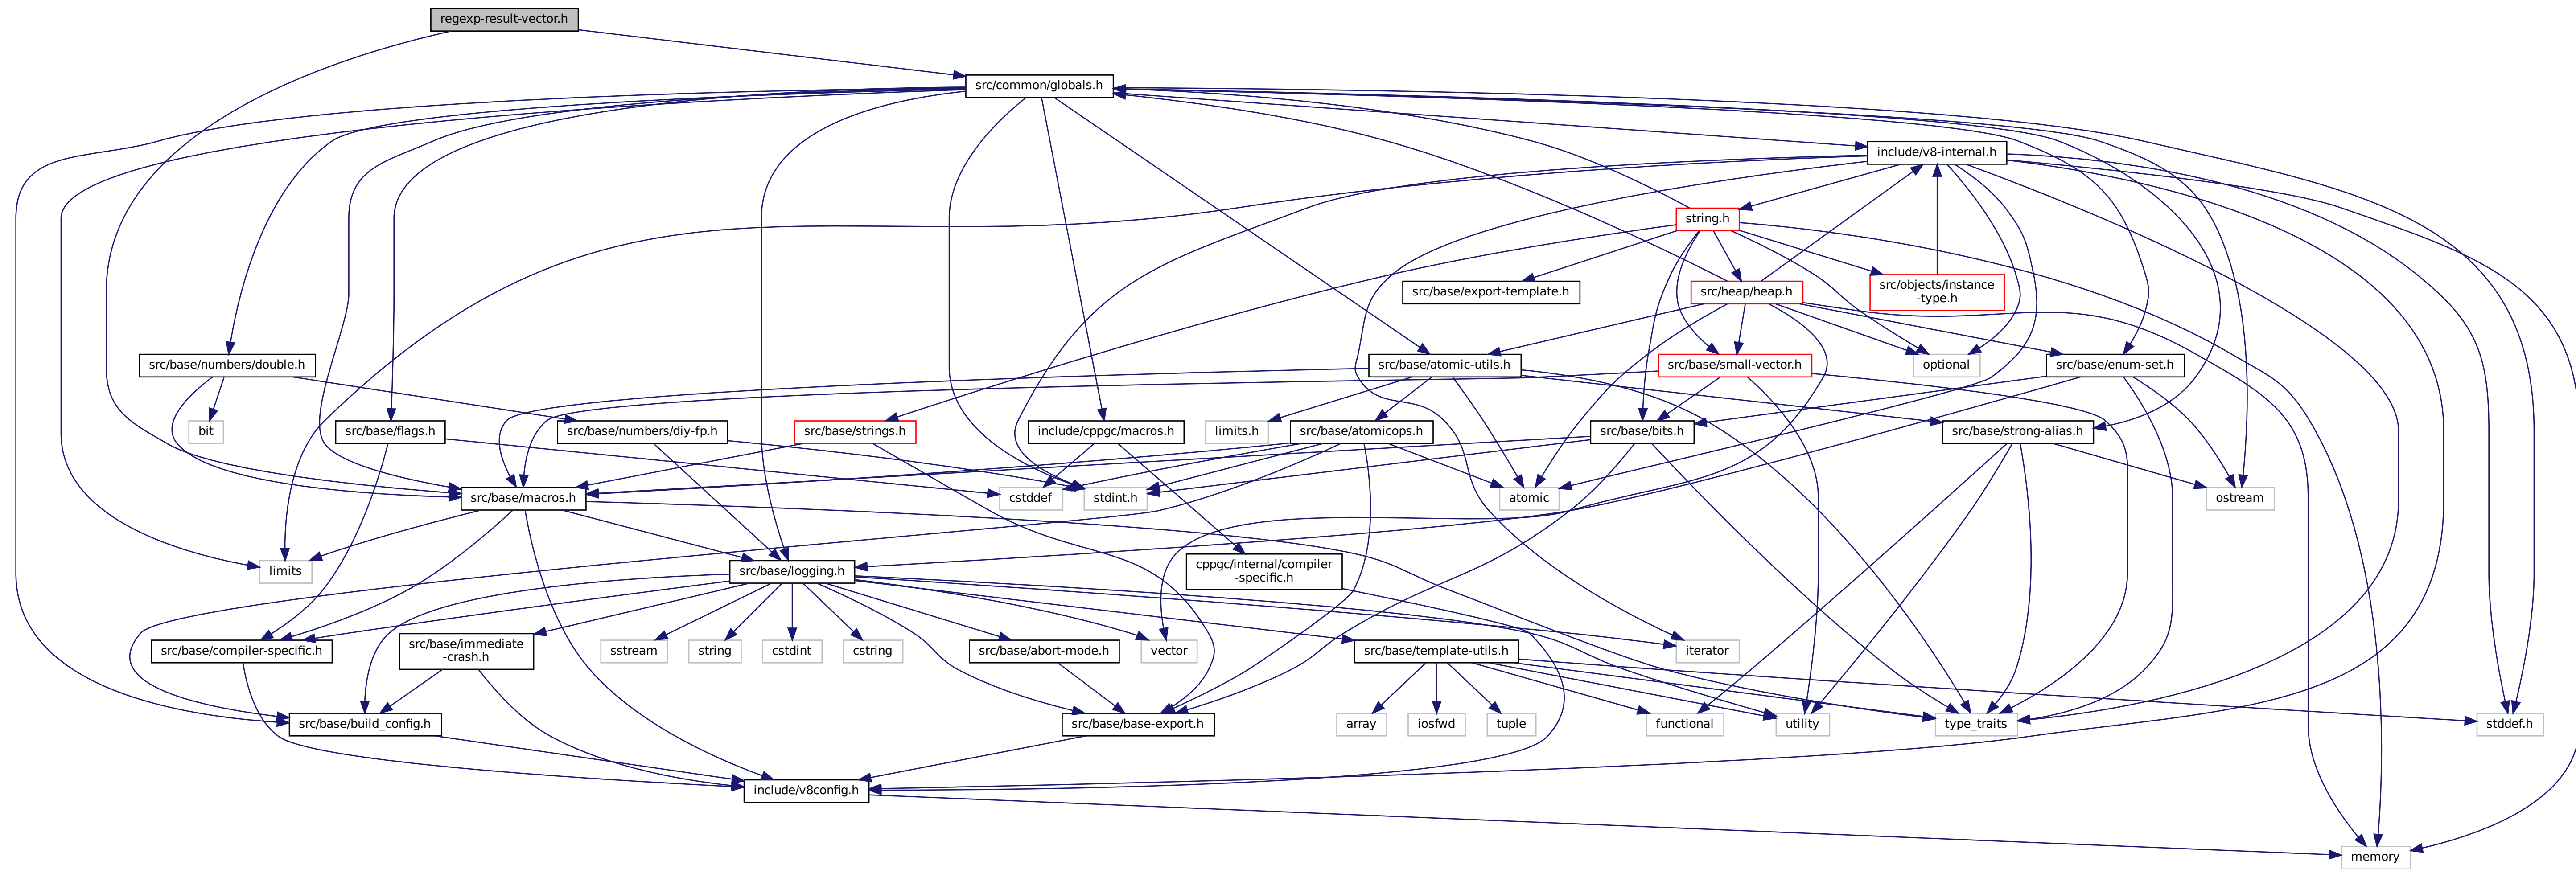 regexp-result-vector.h
src/common/globals.h
include/v8-internal.h
string.h
src/base/export-template.h
src/heap/heap.h
src/objects/instance
-type.h
src/base/numbers/double.h
src/base/atomic-utils.h
src/base/small-vector.h
optional
src/base/enum-set.h
bit
src/base/flags.h
src/base/numbers/diy-fp.h
src/base/strings.h
include/cppgc/macros.h
limits.h
src/base/atomicops.h
src/base/bits.h
src/base/strong-alias.h
src/base/macros.h
cstddef
stdint.h
atomic
ostream
limits
src/base/logging.h
cppgc/internal/compiler
-specific.h
src/base/compiler-specific.h
src/base/immediate
-crash.h
sstream
string
cstdint
cstring
src/base/abort-mode.h
vector
src/base/template-utils.h
iterator
src/base/build_config.h
src/base/base-export.h
array
iosfwd
tuple
functional
utility
type_traits
stddef.h
include/v8config.h
memory